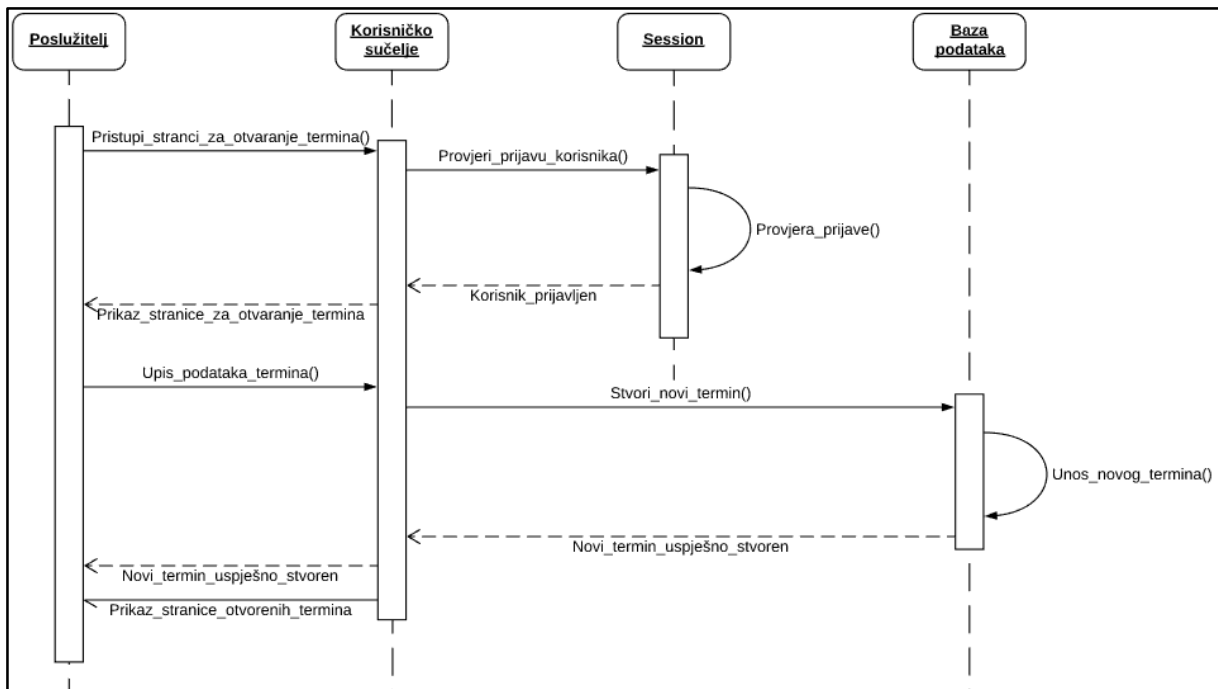 Poslužitelj
Korisničko
sučelje
Session
Baza
podataka
Pristupi_stranci_za_otvaranje_termina()
Provjeri_prijavu_korisnika()
Provjera_prijave()
Korisnik_prijavljen
Prikaz_stranice_za_otvaranje_termina
Upis_podataka_termina()
Stvori_novi_termin()
Unos_novog_termina()
Novi_termin_uspješno_stvoren
Novi_termin_uspješno_stvoren
Prikaz_stranice_otvorenih_termina